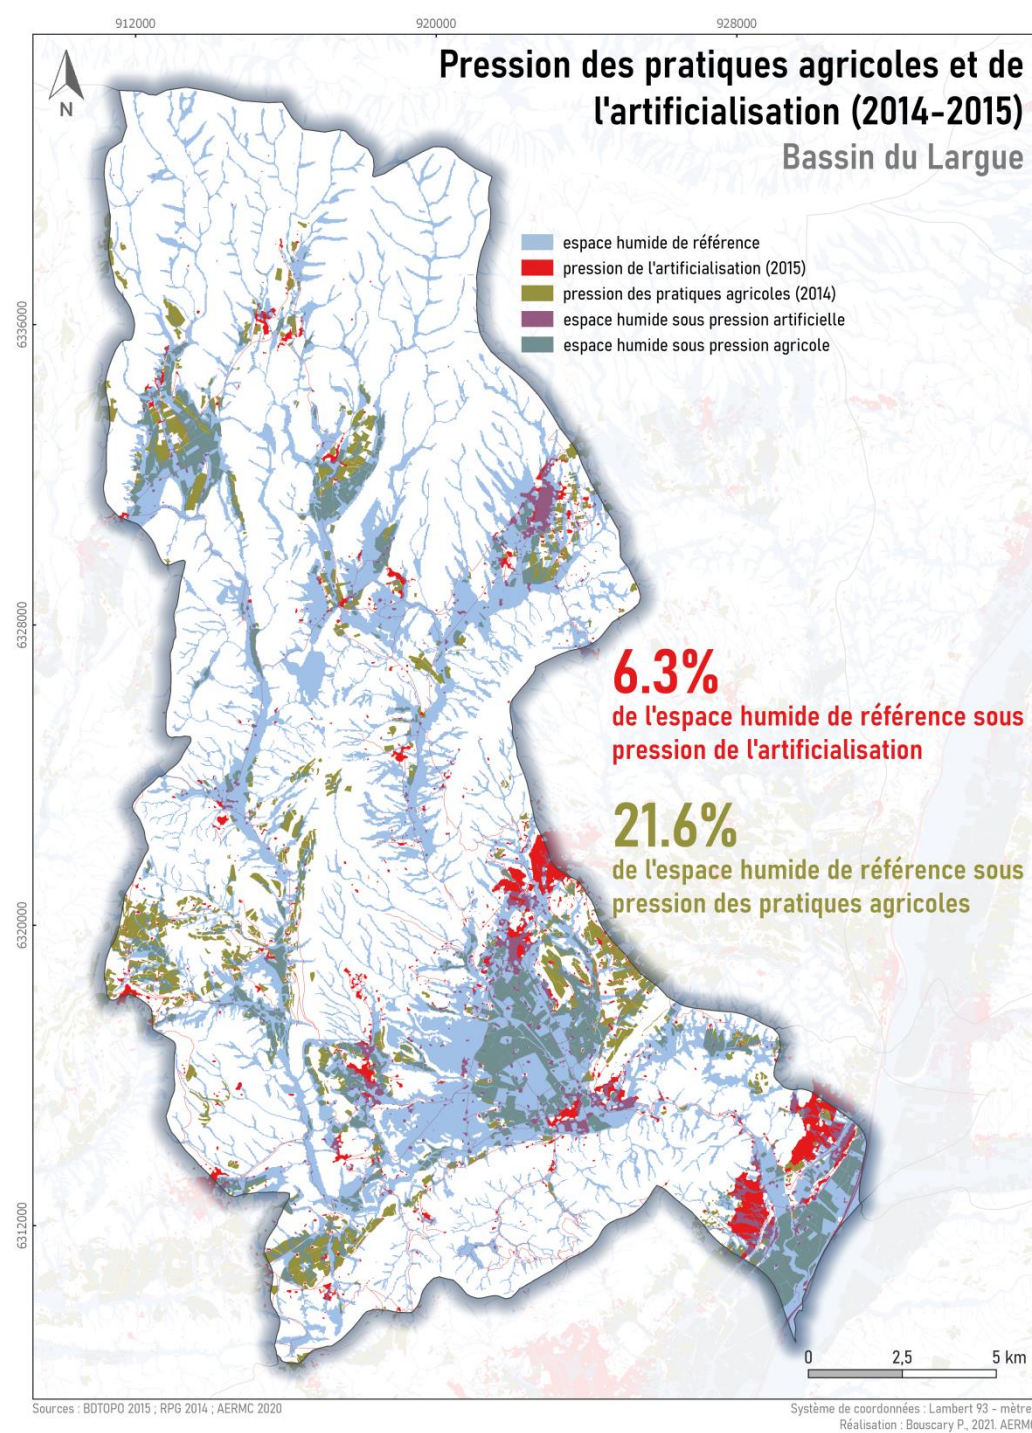 912000
920000
928000
Pression des pratiques agricoles et de
l'artificialisation (2014-2015)
Bassin du Largue
N
espace humide de référence
pression de l'artificialisation (2015)
pression des pratiques agricoles (2014)
espace humide sous pression artificielle
espace humide sous pression agricole
6336000
6328000
6.3%
de l'espace humide de référence sous
pression de l'artificialisation
21.6%
de l'espace humide de référence sous
pression des pratiques agricoles
6320000
6312000
0 2,5 5 km
Sources : BDTOPO 2015 ; RPG 2014 ; AERMC 2020
Système de coordonnées : Lambert 93 - mètre
Réalisation : Bouscary P., 2021. AERMC